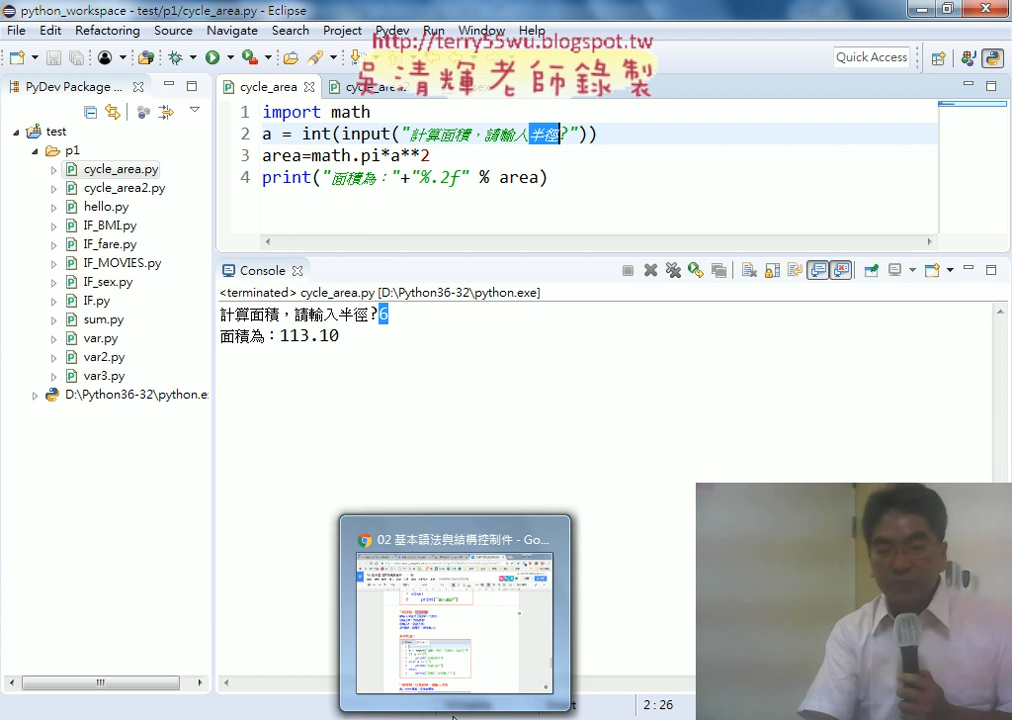 python_workspace - test/p1/cycle_area.py - Eclipse
File Edit Refactoring Source Navigate Search Project Pydev Run Window Help
http://terry55wu.blogspot.tw
吳清輝老師錄製
Quick Access
PyDev Package ...
cycle_area
test
p1
cycle_area.py
cycle_area2.py
hello.py
IF_BMI.py
IF_fare.py
IF_MOVIES.py
IF_sex.py
IF.py
sum.py
var.py
var2.py
var3.py
D:\Python36-32\python.e
1 import math
2 a = int(input("計算面積，請輸入半徑?"))
3 area=math.pi*a**2
4 print("面積為："+"%.2f" % area)
Console
<terminated> cycle_area.py [D:\Python36-32\python.exe]
計算面積，請輸入半徑?6
面積為：113.10
02 基本語法與結構控制件 - Go...
2 : 26